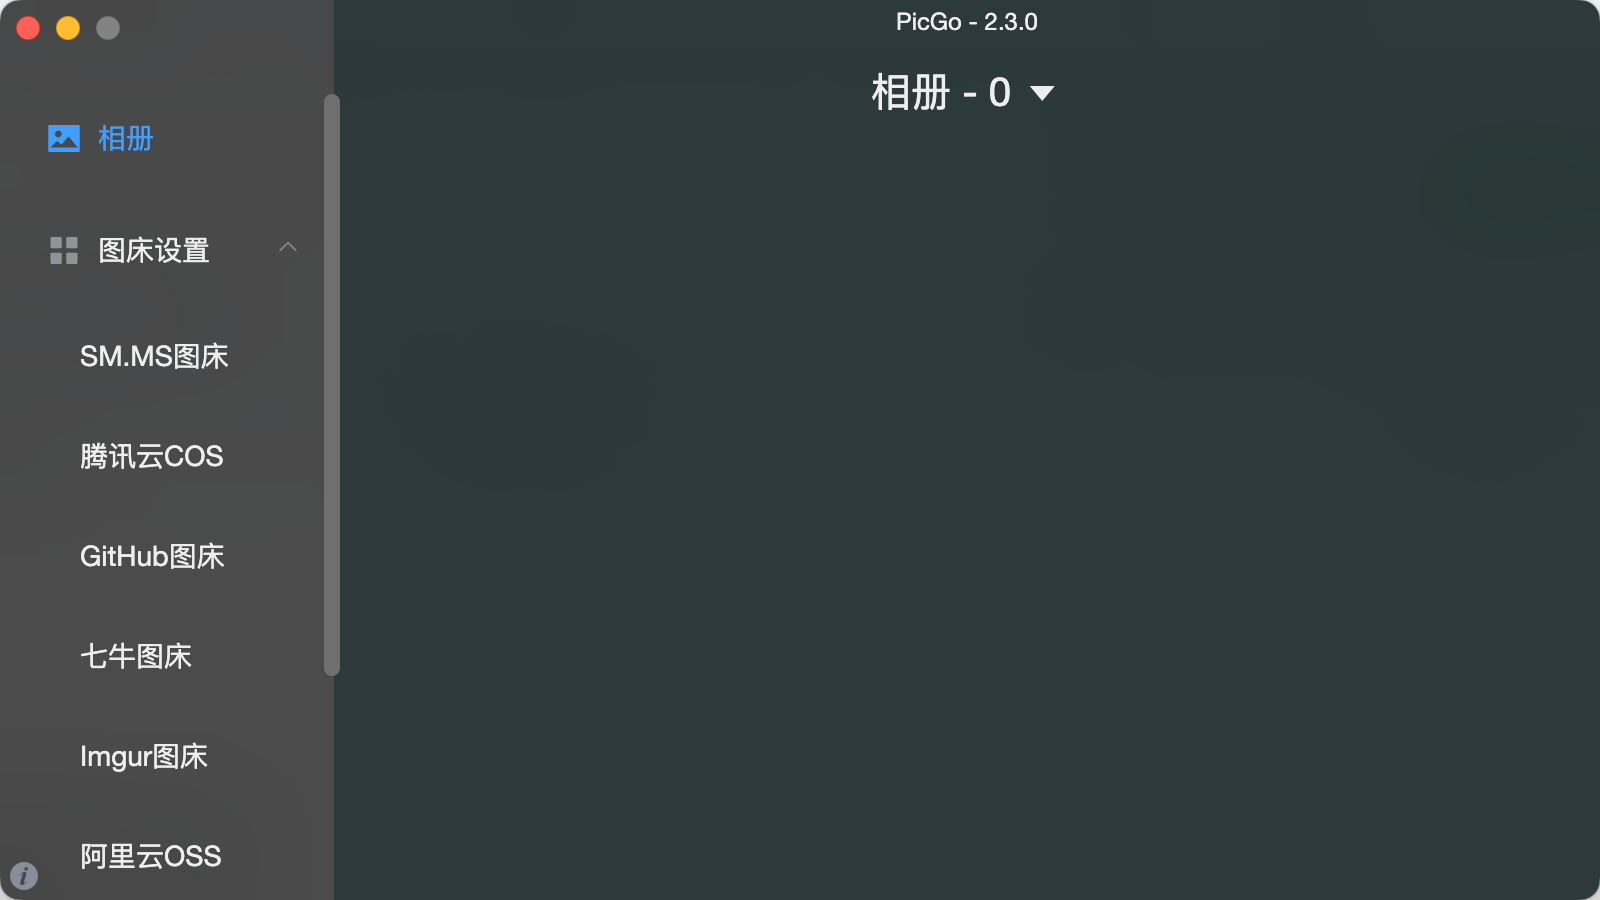 PicGo - 2.3.0
相册 - 0
相册
图床设置
SM.MS图床
腾讯云COS
GitHub图床
七牛图床
Imgur图床
阿里云OSS
i